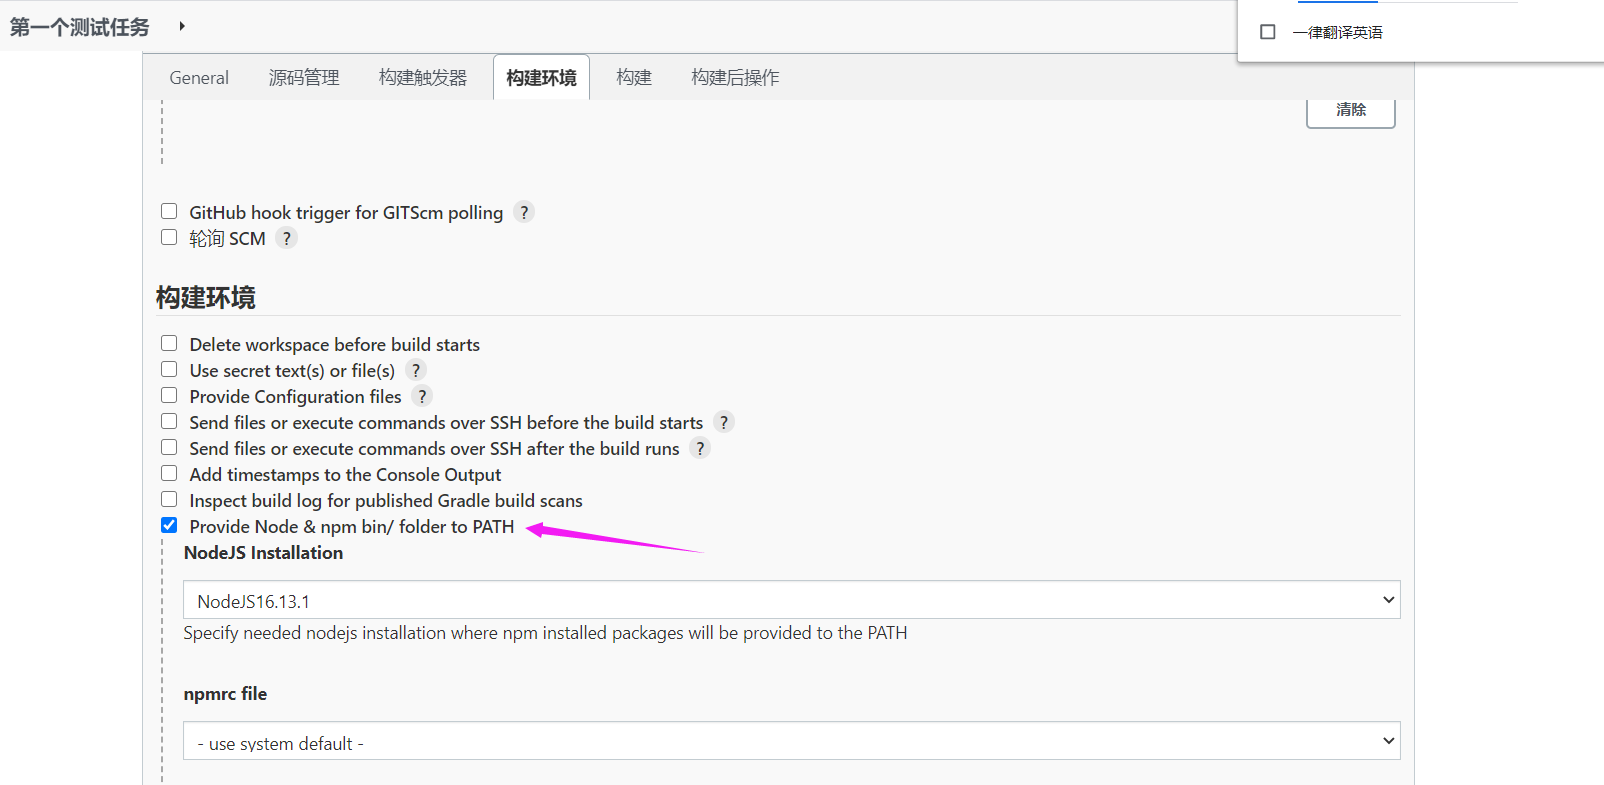 第一个测试任务
一律翻译英语
General 源码管理 构建触发器 构建环境 构建 构建后操作
清除
GitHub hook trigger for GITScm polling ?
轮询 SCM ?
构建环境
Delete workspace before build starts
Use secret text(s) or file(s) ?
Provide Configuration files ?
Send files or execute commands over SSH before the build starts ?
Send files or execute commands over SSH after the build runs ?
Add timestamps to the Console Output
Inspect build log for published Gradle build scans
Provide Node & npm bin/ folder to PATH
NodeJS Installation
NodeJS16.13.1
Specify needed nodejs installation where npm installed packages will be provided to the PATH
npmrc file
- use system default -